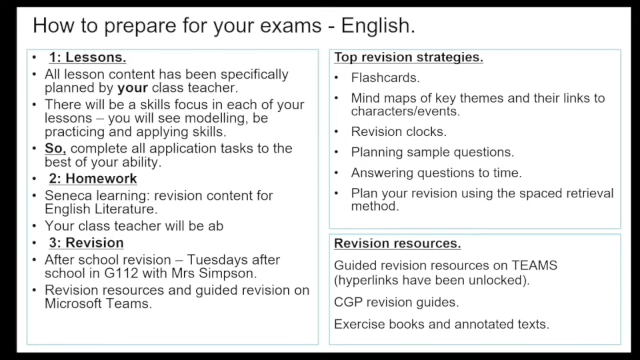 How to prepare for your exams - English.
• 1: Lessons.
• All lesson content has been specifically
planned by your class teacher.
• There will be a skills focus in each of your
lessons – you will see modelling, be
practicing and applying skills.
• So, complete all application tasks to the
best of your ability.
• 2: Homework
• Seneca learning: revision content for
English Literature.
• Your class teacher will be ab
• 3: Revision
• After school revision – Tuesdays after
school in G112 with Mrs Simpson.
• Revision resources and guided revision on
Microsoft Teams.
Top revision strategies.
• Flashcards.
• Mind maps of key themes and their links to
characters/events.
• Revision clocks.
• Planning sample questions.
• Answering questions to time.
• Plan your revision using the spaced retrieval
method.
Revision resources.
Guided revision resources on TEAMS
(hyperlinks have been unlocked).
CGP revision guides.
Exercise books and annotated texts.